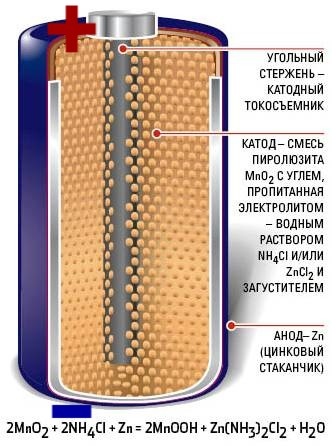 УГОЛЬНЫЙ
СТЕРЖЕНЬ –
КАТОДНЫЙ
ТОКОСЪЕМНИК
КАТОД – СМЕСЬ
ПИРОЛЮЗИТА
MnO₂ С УГЛЕМ,
ПРОПИТАННАЯ
ЭЛЕКТРОЛИТОМ
– ВОДНЫМ
РАСТВОРОМ
NH₄Cl И/ИЛИ
ZnCl₂ И
ЗАГУСТИТЕЛЕМ
АНОД – Zn
(ЦИНКОВЫЙ
СТАКАНЧИК)
2MnO₂ + 2NH₄Cl + Zn = 2MnOOH + Zn(NH₃)₂Cl₂ + H₂O